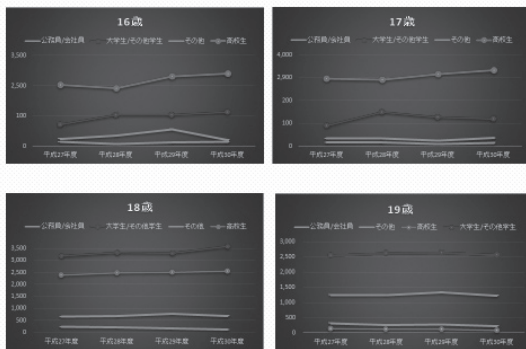 16歳
公務員/会社員 大学生/その他学生 その他 高校生
3,500
100
0
平成27年度 平成28年度 平成29年度 平成30年度
17歳
公務員/会社員 大学生/その他学生 その他 高校生
4,000
2,900
200
100
0
平成27年度 平成28年度 平成29年度 平成30年度
18歳
公務員/会社員 大学生/その他学生 その他 高校生
3,500
3,000
2,500
2,000
1,500
1,000
500
0
平成27年度 平成28年度 平成29年度 平成30年度
19歳
公務員/会社員 その他 高校生 大学生/その他学生
3,000
2,500
2,000
1,500
1,000
500
0
平成27年度 平成28年度 平成29年度 平成30年度